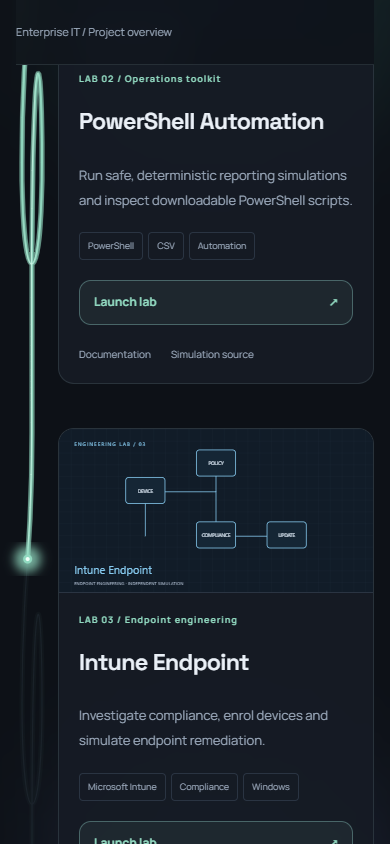 Enterprise IT / Project overview
LAB 02 / Operations toolkit
PowerShell Automation
Run safe, deterministic reporting simulations
and inspect downloadable PowerShell scripts.
PowerShell
CSV
Automation
Launch lab ↗
Documentation
Simulation source
ENGINEERING LAB / 03
POLICY
DEVICE
COMPLIANCE
UPDATE
Intune Endpoint
ENDPOINT ENGINEERING · INDEPENDENT SIMULATION
LAB 03 / Endpoint engineering
Intune Endpoint
Investigate compliance, enrol devices and
simulate endpoint remediation.
Microsoft Intune
Compliance
Windows
Launch lab ↗